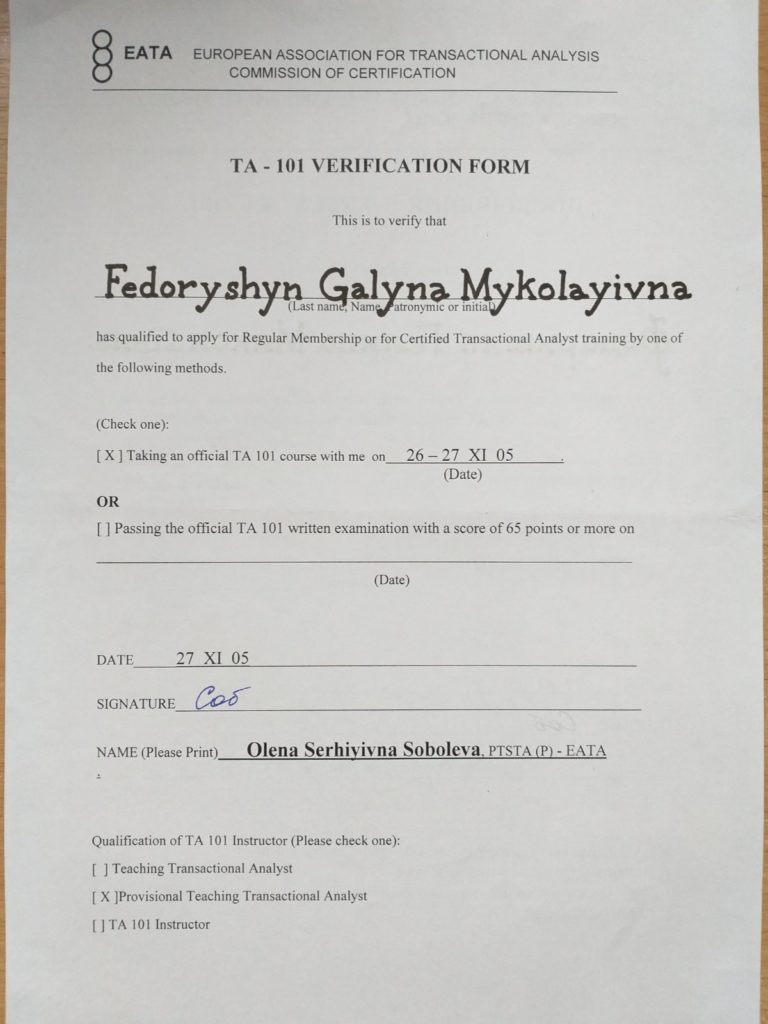 EATA EUROPEAN ASSOCIATION FOR TRANSACTIONAL ANALYSIS
COMMISSION OF CERTIFICATION
TA - 101 VERIFICATION FORM
This is to verify that
Fedoryshyn Galyna Mykolayivna
(Last name, Name, Patronymic or initial)
has qualified to apply for Regular Membership or for Certified Transactional Analyst training by one of
the following methods.
(Check one):
[ X ] Taking an official TA 101 course with me on 26 – 27 XI 05 .
(Date)
OR
[ ] Passing the official TA 101 written examination with a score of 65 points or more on
(Date)
DATE 27 XI 05
SIGNATURE Соб
NAME (Please Print) Olena Serhiyivna Soboleva, PTSTA (P) - EATA
.
Qualification of TA 101 Instructor (Please check one):
[ ] Teaching Transactional Analyst
[ X ]Provisional Teaching Transactional Analyst
[ ] TA 101 Instructor